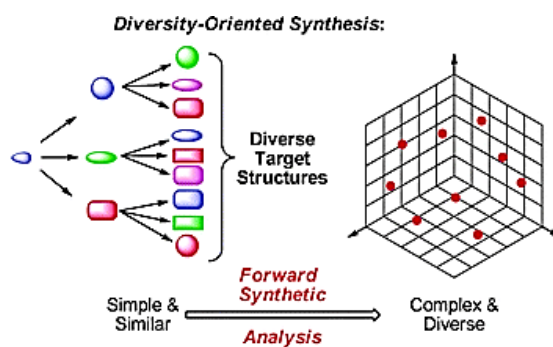 Diversity-Oriented Synthesis:
Diverse
Target
Structures
Forward
Synthetic
Analysis
Simple &
Similar
Complex &
Diverse